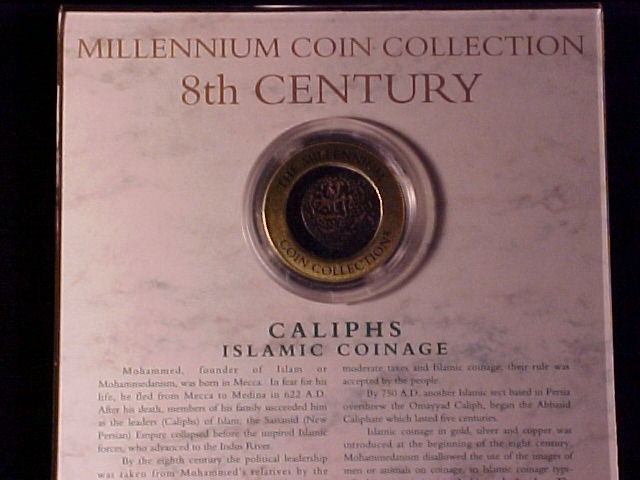 MILLENNIUM COIN COLLECTION
8th CENTURY
THE MILLENNIUM
COIN COLLECTION
CALIPHS
ISLAMIC COINAGE
Mohammed, founder of Islam or
Mohammedanism, was born in Mecca. In fear for his
life, he fled from Mecca to Medina in 622 A.D.
After his death, members of his family succeeded him
as the leaders (Caliphs) of Islam; the Sassanid (New
Persian) Empire collapsed before the inspired Islamic
forces, who advanced to the Indus River.
By the eighth century the political leadership
was taken from Mohammed's relatives by the
moderate taxes and Islamic coinage, their rule was
accepted by the people.
By 750 A.D. another Islamic sect based in Persia
overthrew the Omayyad Caliph, began the Abbasid
Caliphate which lasted five centuries.
Islamic coinage in gold, silver and copper was
introduced at the beginning of the eighth century.
Mohammedanism disallowed the use of the images of
men or animals on coinage, so Islamic coinage typi-